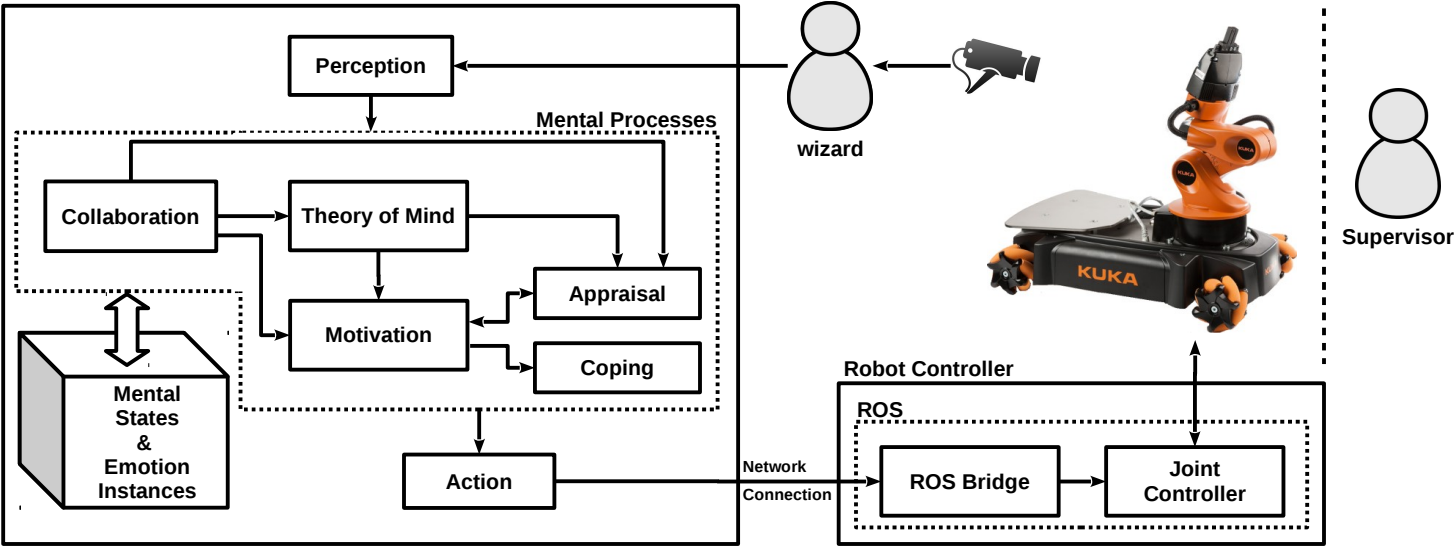 Perception
Mental Processes
wizard
Collaboration
Theory of Mind
Supervisor
KUKA
KUKA
KUKA
Appraisal
Motivation
Coping
Robot Controller
Mental
States
&
Emotion
Instances
ROS
Network
Connection
Action
ROS Bridge
Joint
Controller